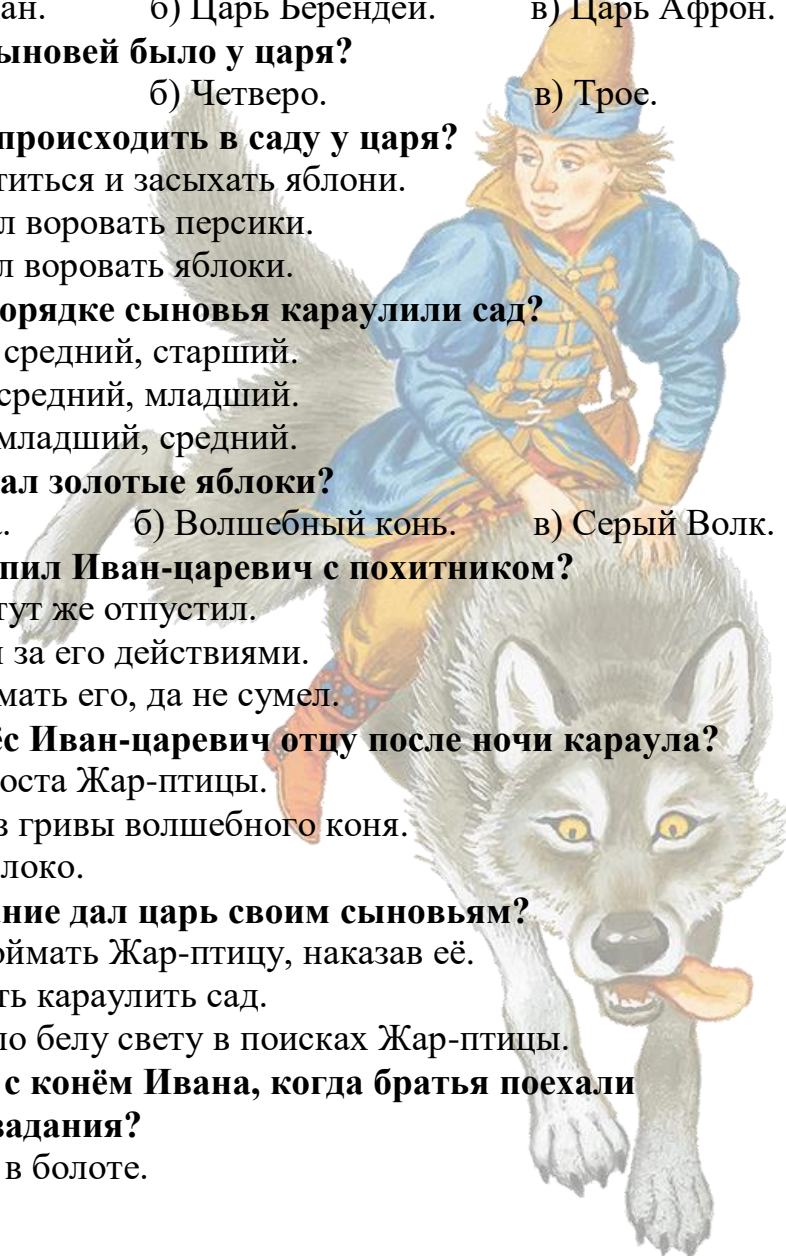 ан. б) Царь Берендей. в) Царь Афрон.
ыновей было у царя?
б) Четверо. в) Трое.
происходить в саду у царя?
титься и засыхать яблони.
л воровать персики.
л воровать яблоки.
орядке сыновья караулили сад?
средний, старший.
средний, младший.
младший, средний.
ал золотые яблоки?
. б) Волшебный конь. в) Серый Волк.
пил Иван-царевич с похитником?
тут же отпустил.
и за его действиями.
мать его, да не сумел.
ёс Иван-царевич отцу после ночи караула?
оста Жар-птицы.
в гривы волшебного коня.
локо.
ание дал царь своим сыновьям?
оймать Жар-птицу, наказав её.
ть караулить сад.
по белу свету в поисках Жар-птицы.
с конём Ивана, когда братья поехали
задания?
в болоте.